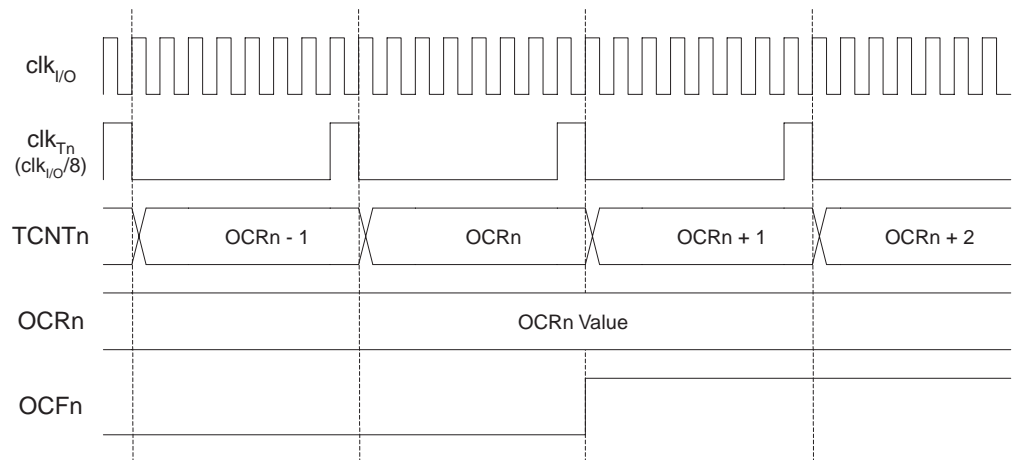 clkI/O
clkTn
(clkI/O/8)
TCNTn
OCRn - 1
OCRn
OCRn + 1
OCRn + 2
OCRn
OCRn Value
OCFn